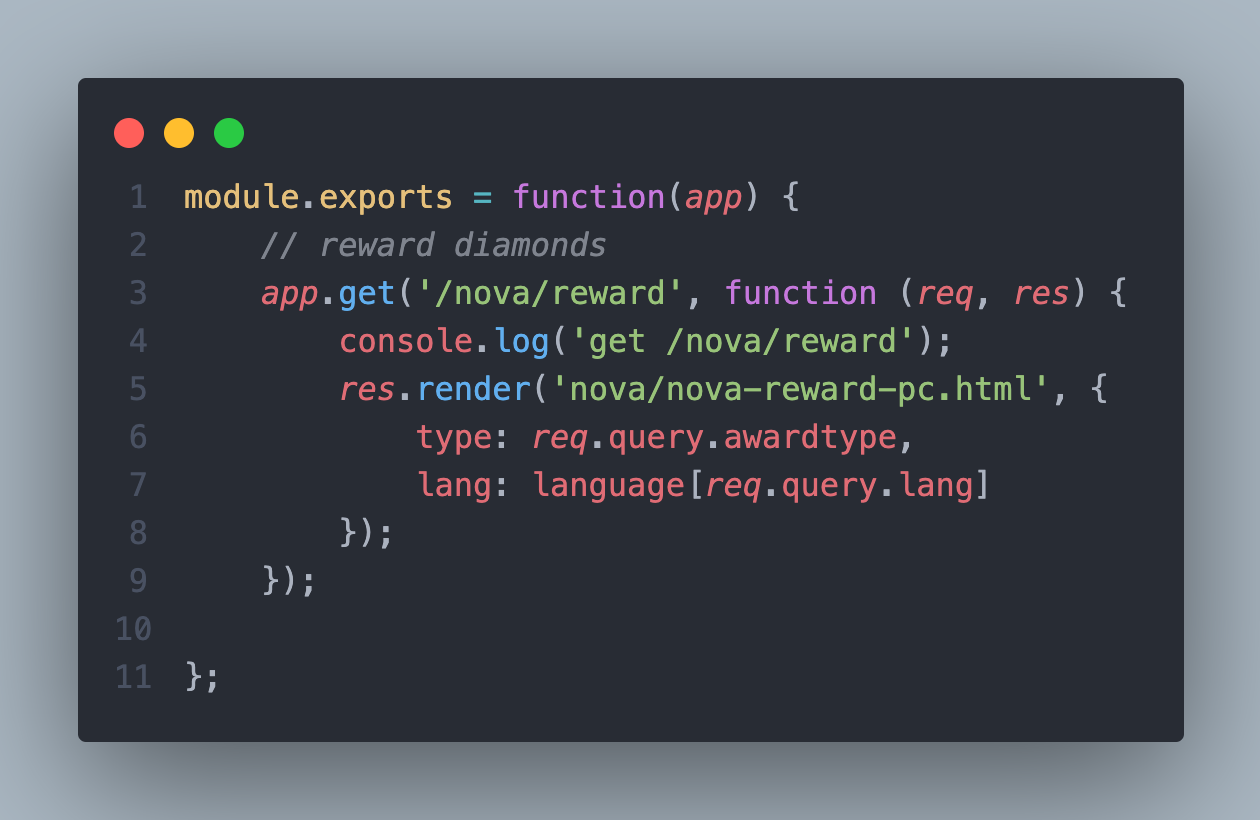 1 module.exports = function(app) {
2     // reward diamonds
3     app.get('/nova/reward', function (req, res) {
4         console.log('get /nova/reward');
5         res.render('nova/nova-reward-pc.html', {
6             type: req.query.awardtype,
7             lang: language[req.query.lang]
8         });
9     });
10
11 };